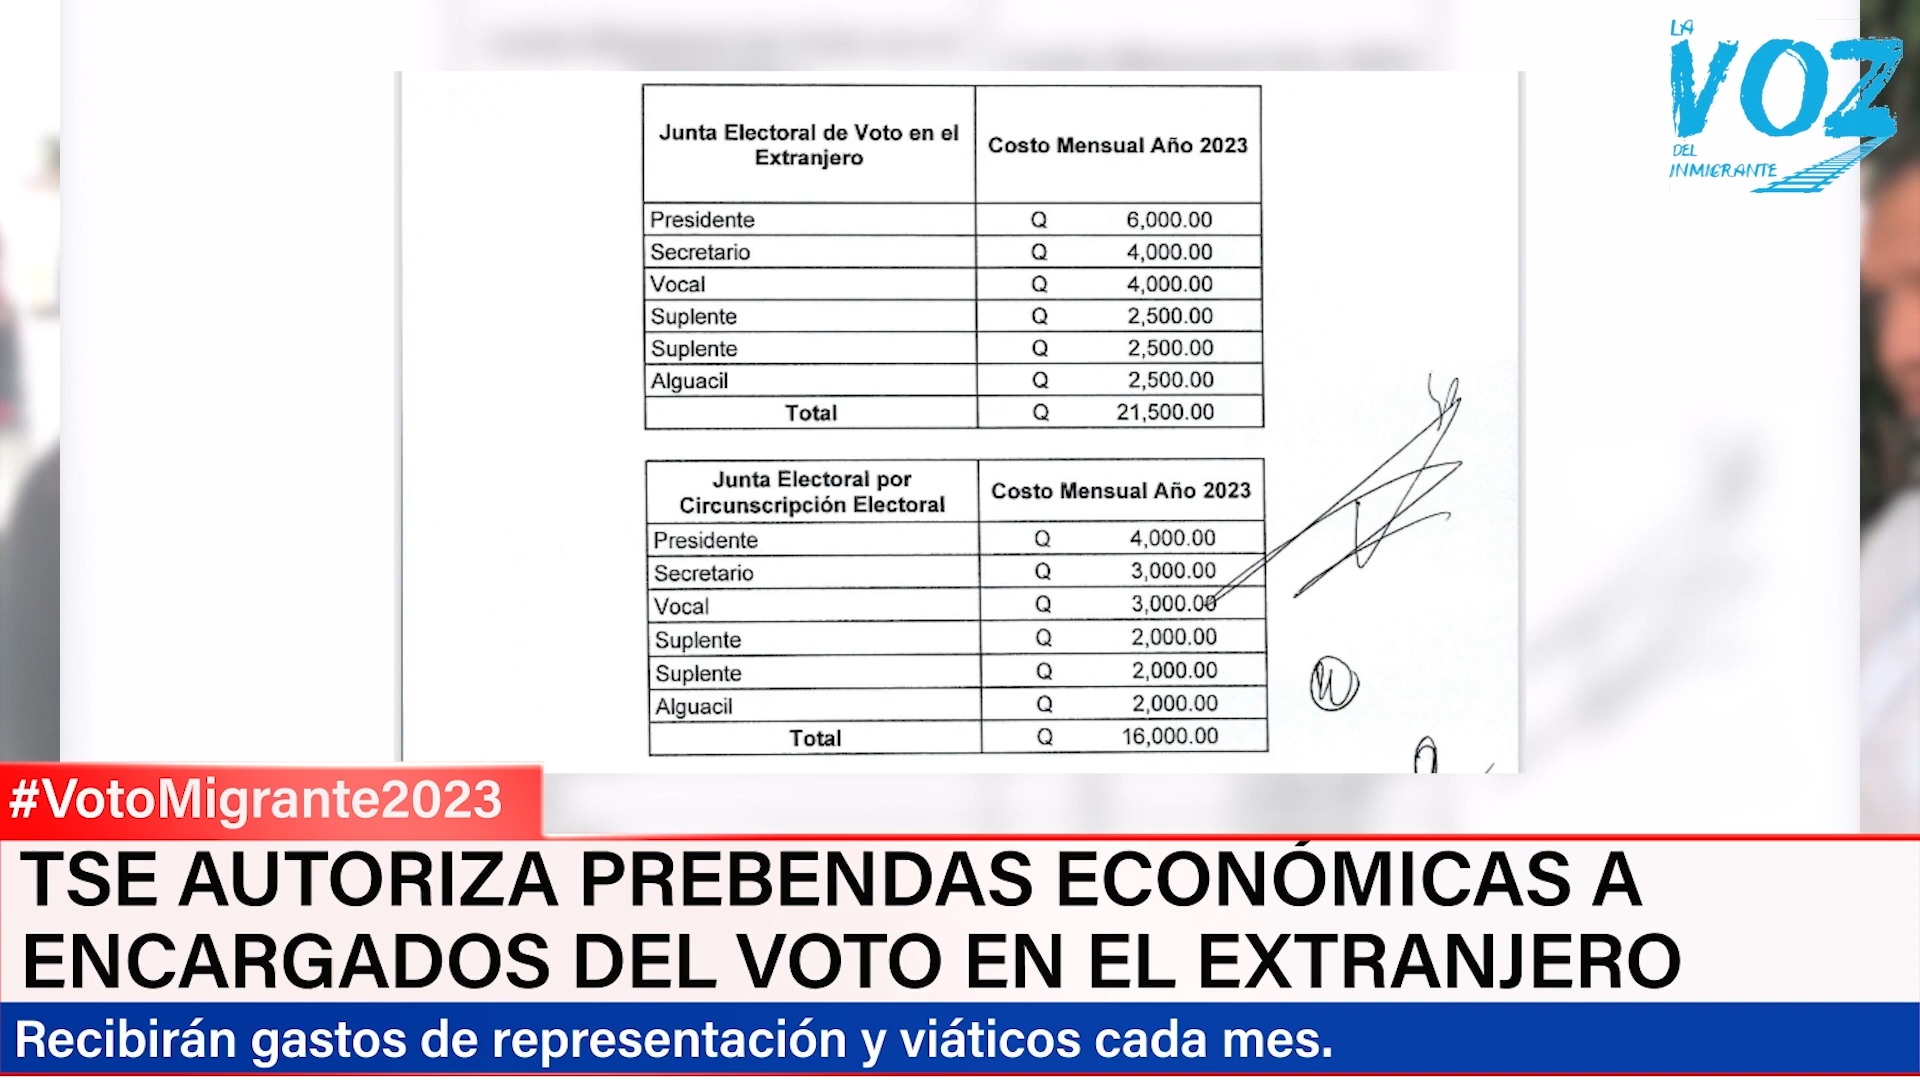 LA
VOZ
DEL
INMIGRANTE
Junta Electoral de Voto en el
Extranjero
Costo Mensual Año 2023
Presidente Q 6,000.00
Secretario Q 4,000.00
Vocal Q 4,000.00
Suplente Q 2,500.00
Suplente Q 2,500.00
Alguacil Q 2,500.00
Total Q 21,500.00
Junta Electoral por
Circunscripción Electoral
Costo Mensual Año 2023
Presidente Q 4,000.00
Secretario Q 3,000.00
Vocal Q 3,000.00
Suplente Q 2,000.00
Suplente Q 2,000.00
Alguacil Q 2,000.00
Total Q 16,000.00
#VotoMigrante2023
TSE AUTORIZA PREBENDAS ECONÓMICAS A
ENCARGADOS DEL VOTO EN EL EXTRANJERO
Recibirán gastos de representación y viáticos cada mes.